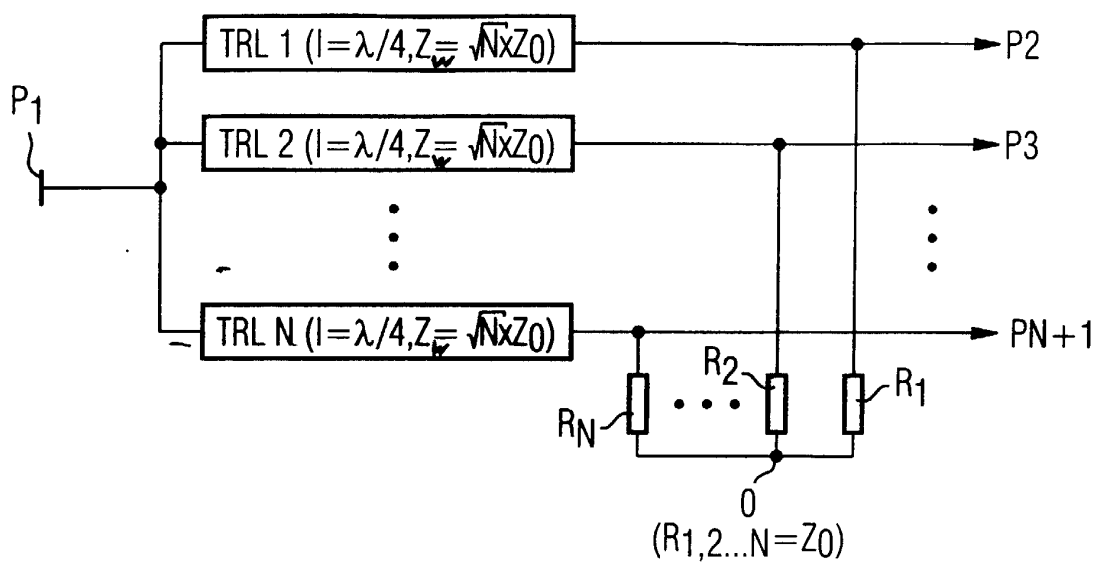 TRL 1 (l=λ/4,Zw=√NxZ0)
P2
P1
TRL 2 (l=λ/4,Zw=√NxZ0)
P3
TRL N (l=λ/4,Zw=√NxZ0)
PN+1
R2
R1
RN
0
(R1,2...N=Z0)